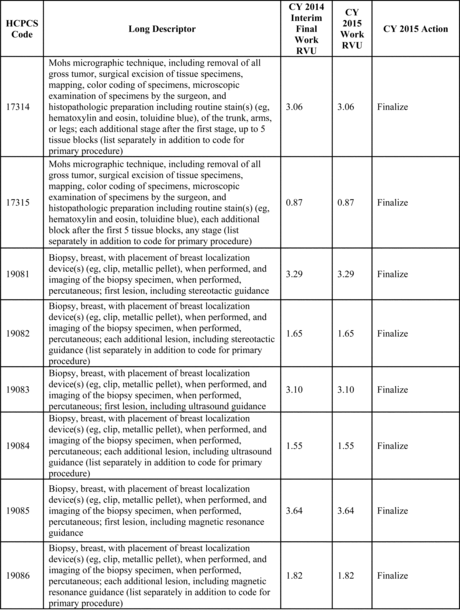 HCPCS Code | Long Descriptor | CY 2014 Interim Final Work RVU | CY 2015 Work RVU | CY 2015 Action
Mohs micrographic technique, including removal of all
gross tumor, surgical excision of tissue specimens,
mapping, color coding of specimens, microscopic
examination of specimens by the surgeon, and
histopathologic preparation including routine stain(s) (eg,
hematoxylin and eosin, toluidine blue), of the trunk, arms,
or legs; each additional stage after the first stage, up to 5
tissue blocks (list separately in addition to code for
primary procedure)
17314 | 3.06 | 3.06 | Finalize
Mohs micrographic technique, including removal of all
gross tumor, surgical excision of tissue specimens,
mapping, color coding of specimens, microscopic
examination of specimens by the surgeon, and
histopathologic preparation including routine stain(s) (eg,
hematoxylin and eosin, toluidine blue), each additional
block after the first 5 tissue blocks, any stage (list
separately in addition to code for primary procedure)
17315 | 0.87 | 0.87 | Finalize
Biopsy, breast, with placement of breast localization
device(s) (eg, clip, metallic pellet), when performed, and
imaging of the biopsy specimen, when performed,
percutaneous; first lesion, including stereotactic guidance
19081 | 3.29 | 3.29 | Finalize
Biopsy, breast, with placement of breast localization
device(s) (eg, clip, metallic pellet), when performed, and
imaging of the biopsy specimen, when performed,
percutaneous; each additional lesion, including stereotactic
guidance (list separately in addition to code for primary
procedure)
19082 | 1.65 | 1.65 | Finalize
Biopsy, breast, with placement of breast localization
device(s) (eg, clip, metallic pellet), when performed, and
imaging of the biopsy specimen, when performed,
percutaneous; first lesion, including ultrasound guidance
19083 | 3.10 | 3.10 | Finalize
Biopsy, breast, with placement of breast localization
device(s) (eg, clip, metallic pellet), when performed, and
imaging of the biopsy specimen, when performed,
percutaneous; each additional lesion, including ultrasound
guidance (list separately in addition to code for primary
procedure)
19084 | 1.55 | 1.55 | Finalize
Biopsy, breast, with placement of breast localization
device(s) (eg, clip, metallic pellet), when performed, and
imaging of the biopsy specimen, when performed,
percutaneous; first lesion, including magnetic resonance
guidance
19085 | 3.64 | 3.64 | Finalize
Biopsy, breast, with placement of breast localization
device(s) (eg, clip, metallic pellet), when performed, and
imaging of the biopsy specimen, when performed,
percutaneous; each additional lesion, including magnetic
resonance guidance (list separately in addition to code for
primary procedure)
19086 | 1.82 | 1.82 | Finalize